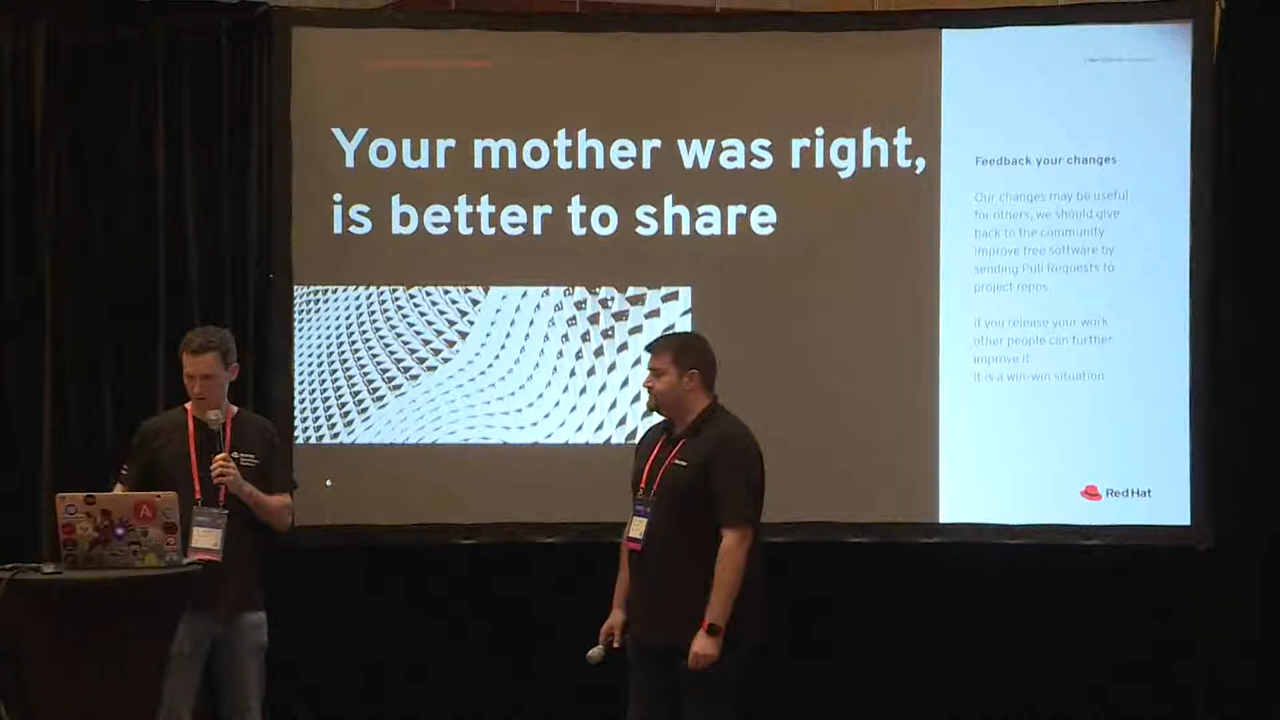 Your mother was right,
is better to share
Feedback your changes
Our changes may be useful
for others, we should give
back to the community
improve free software by
sending Pull Requests to
project repos.
If you release your work
other people can further
improve it.
It is a win-win situation.
6
Red Hat
A